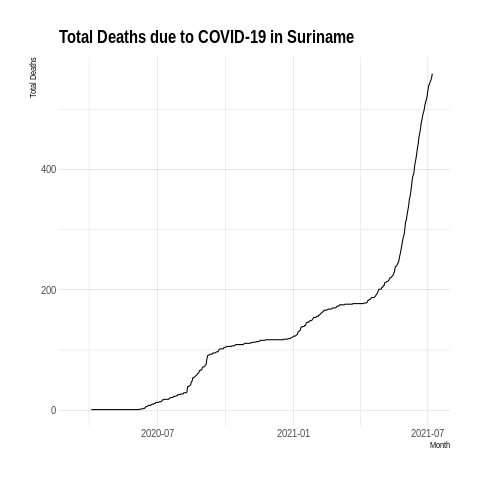 Total Deaths due to COVID-19 in Suriname
Total Deaths
400
200
0
2020-07
2021-01
2021-07
Month